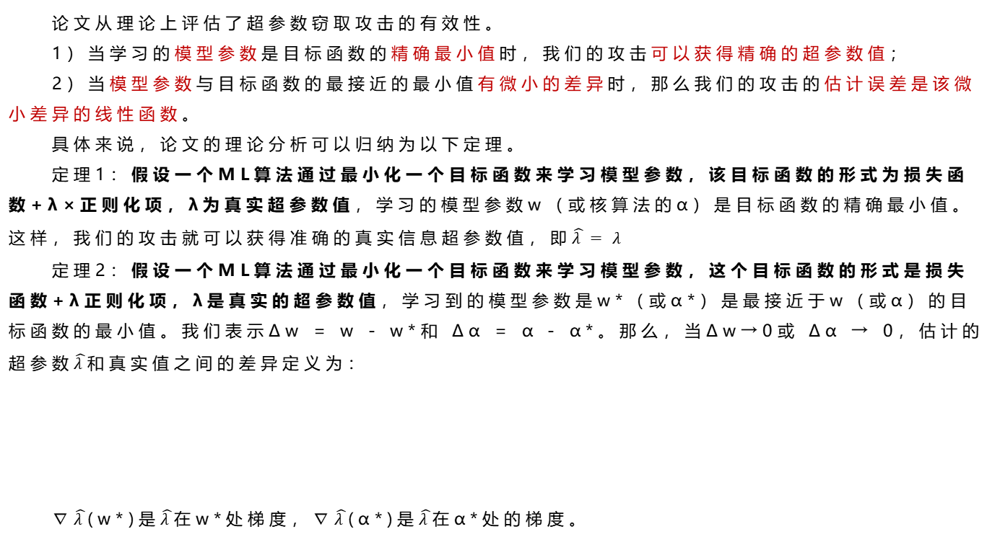 论文从理论上评估了超参数窃取攻击的有效性。
1）当学习的模型参数是目标函数的精确最小值时，我们的攻击可以获得精确的超参数值；
2）当模型参数与目标函数的最接近的最小值有微小的差异时，那么我们的攻击的估计误差是该微
小差异的线性函数。
具体来说，论文的理论分析可以归纳为以下定理。
定理1：假设一个ML算法通过最小化一个目标函数来学习模型参数，该目标函数的形式为损失函
数+λ×正则化项，λ为真实超参数值，学习的模型参数w（或核算法的α）是目标函数的精确最小值。
这样，我们的攻击就可以获得准确的真实信息超参数值，即λ̂ = λ
定理2：假设一个ML算法通过最小化一个目标函数来学习模型参数，这个目标函数的形式是损失
函数+λ正则化项，λ是真实的超参数值，学习到的模型参数是w*（或α*）是最接近于w（或α）的目
标函数的最小值。我们表示Δw = w - w*和 Δα = α - α*。那么，当Δw→0或 Δα → 0，估计的
超参数λ̂和真实值之间的差异定义为：
∇λ̂(w*)是λ̂在w*处梯度，∇λ̂(α*)是λ̂在α*处的梯度。